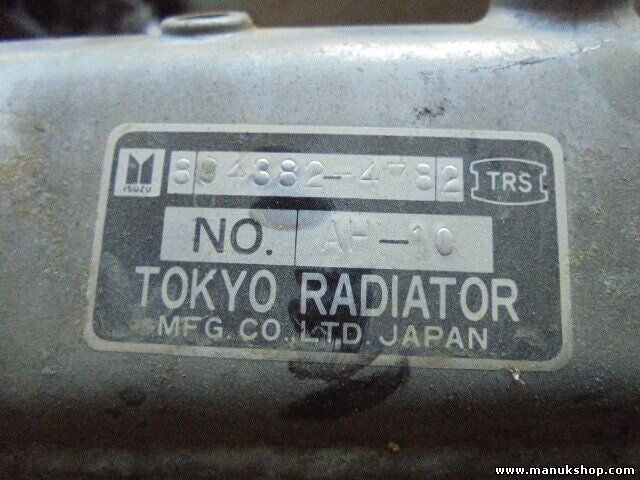 ISUZU 894382-4782 TRS
NO. AH-10
TOKYO RADIATOR
MFG. CO., LTD. JAPAN
www.manukshop.com